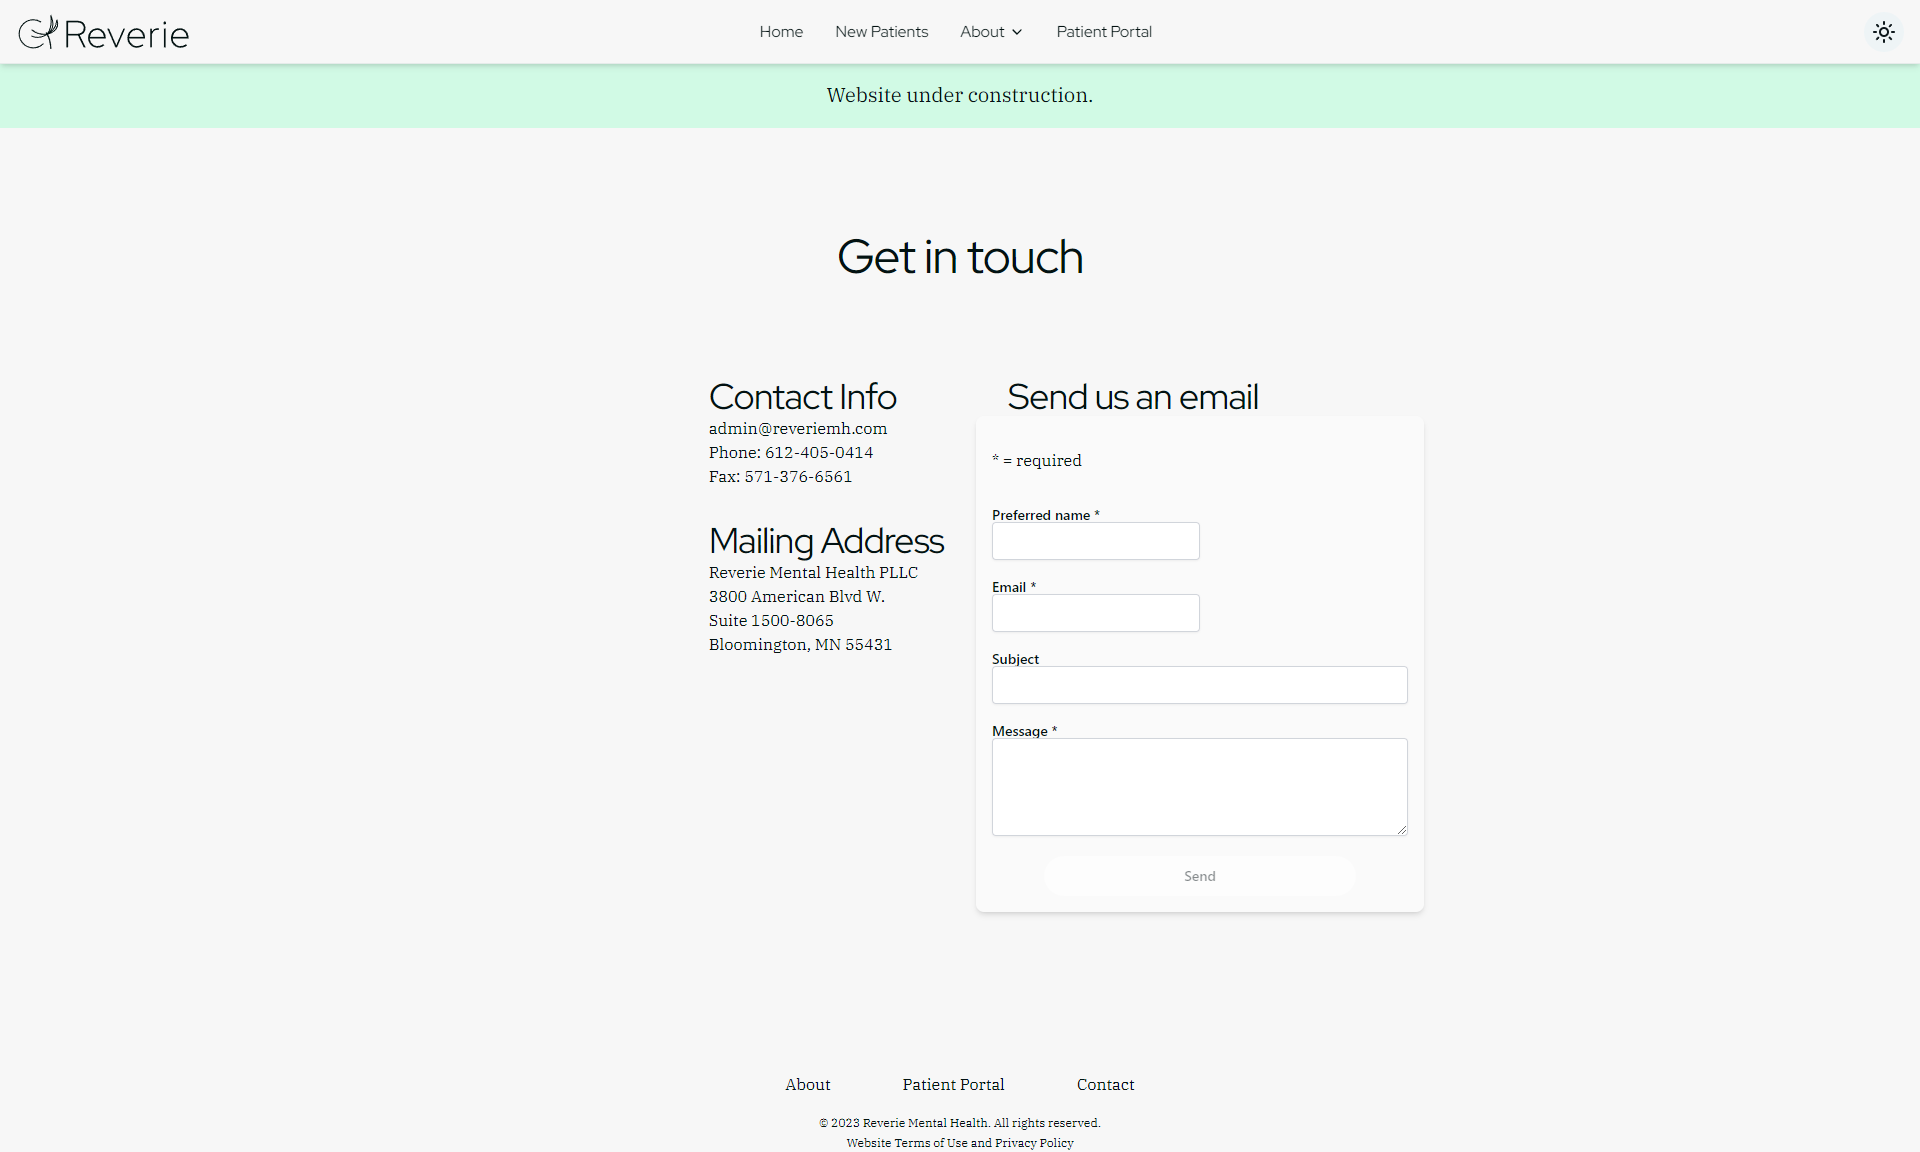 Reverie
Home
New Patients
About
Patient Portal
Website under construction.
Get in touch
Contact Info
admin@reveriemh.com
Phone: 612-405-0414
Fax: 571-376-6561
Mailing Address
Reverie Mental Health PLLC
3800 American Blvd W.
Suite 1500-8065
Bloomington, MN 55431
Send us an email
* = required
Preferred name *
Email *
Subject
Message *
Send
About
Patient Portal
Contact
© 2023 Reverie Mental Health. All rights reserved.
Website Terms of Use and Privacy Policy